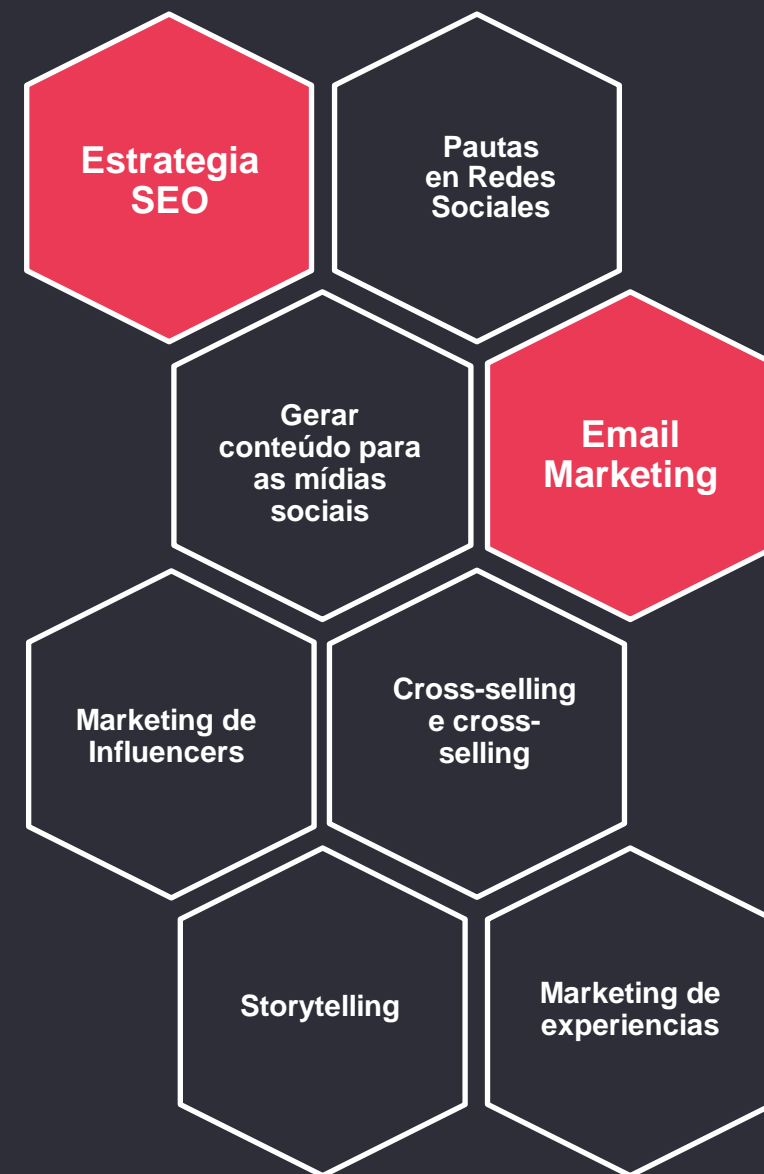 Estrategia
SEO
Pautas
en Redes
Sociales
Gerar
conteúdo para
as mídias
sociais
Email
Marketing
Marketing de
Influencers
Cross-selling
e cross-
selling
Storytelling
Marketing de
experiencias